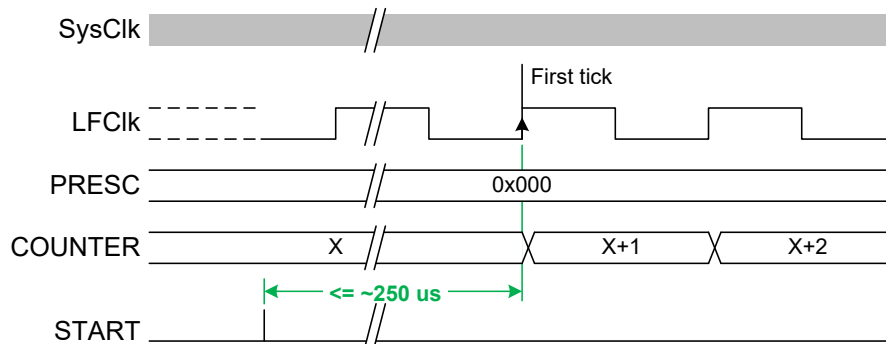 SysClk
First tick
LFClk
PRESC
0x000
COUNTER
X
X+1
X+2
<= ~250 us
START